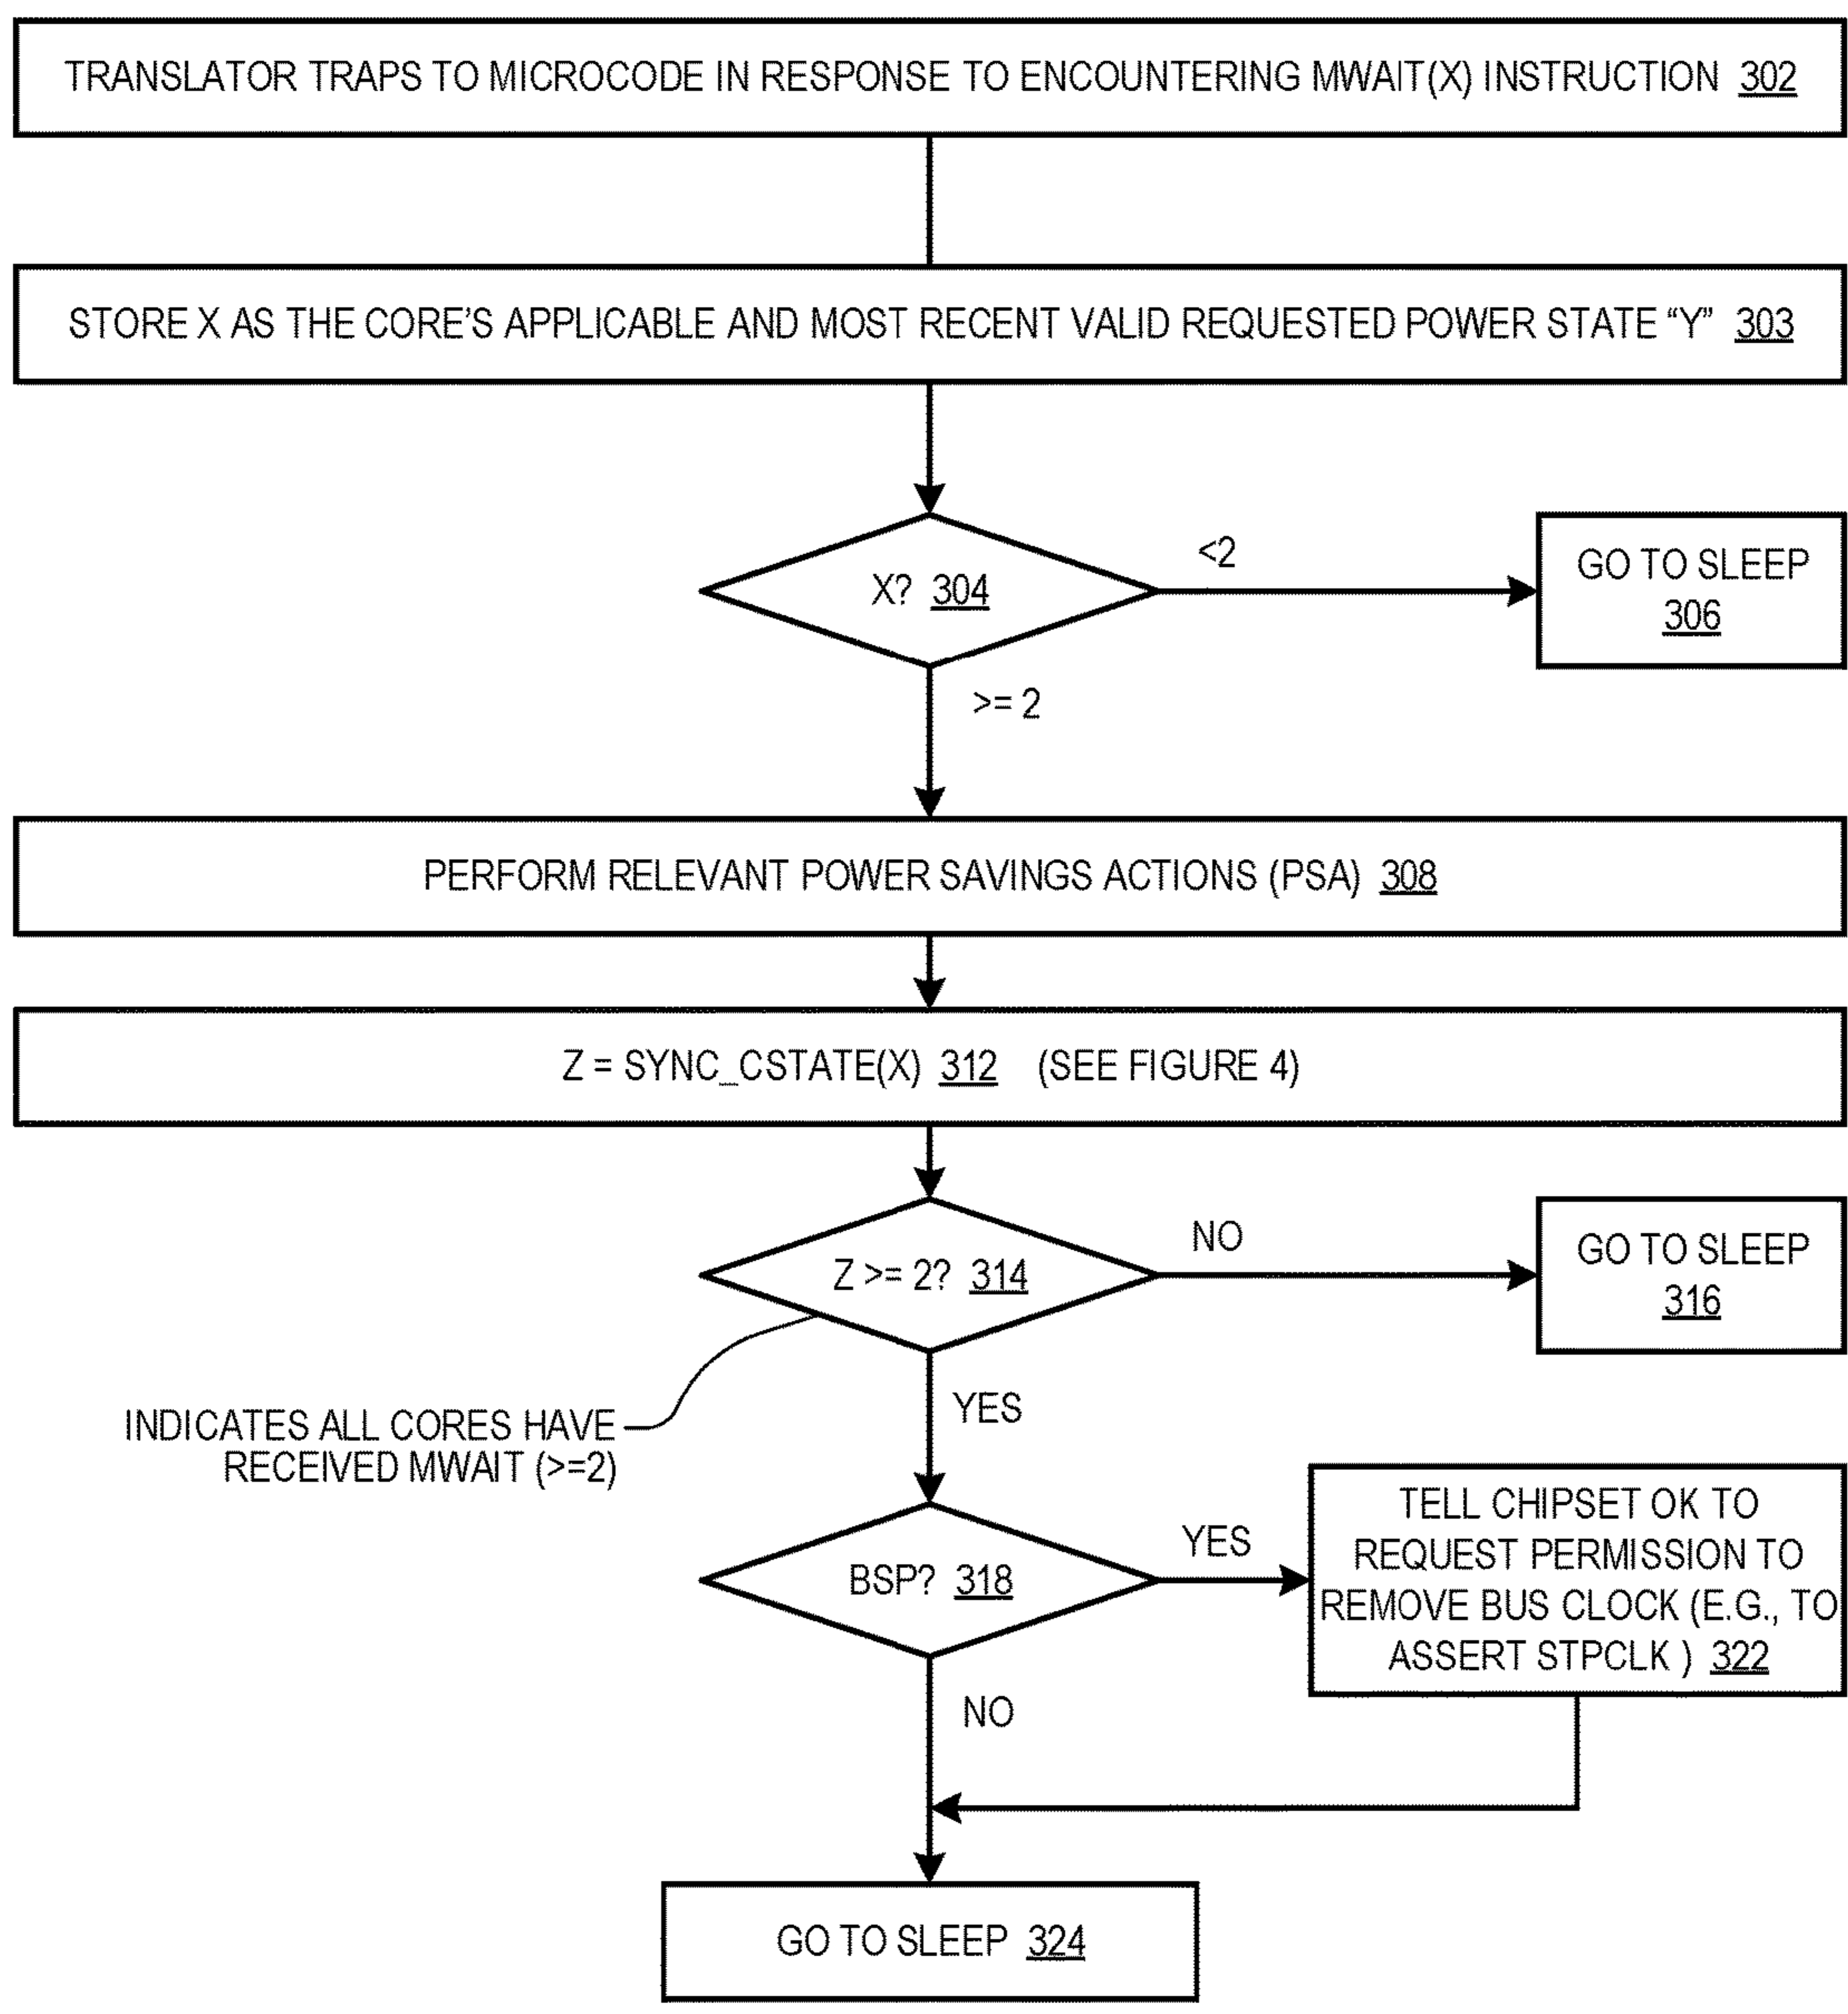 TRANSLATOR TRAPS TO MICROCODE IN RESPONSE TO ENCOUNTERING MWAIT(X) INSTRUCTION 302
STORE X AS THE CORE'S APPLICABLE AND MOST RECENT VALID REQUESTED POWER STATE “Y” 303
X? 304
<2
GO TO SLEEP
306
>= 2
PERFORM RELEVANT POWER SAVINGS ACTIONS (PSA) 308
Z = SYNC_CSTATE(X) 312 (SEE FIGURE 4)
Z >= 2? 314
NO
GO TO SLEEP
316
INDICATES ALL CORES HAVE
RECEIVED MWAIT (>=2)
YES
BSP? 318
YES
TELL CHIPSET OK TO
REQUEST PERMISSION TO
REMOVE BUS CLOCK (E.G., TO
ASSERT STPCLK ) 322
NO
GO TO SLEEP 324